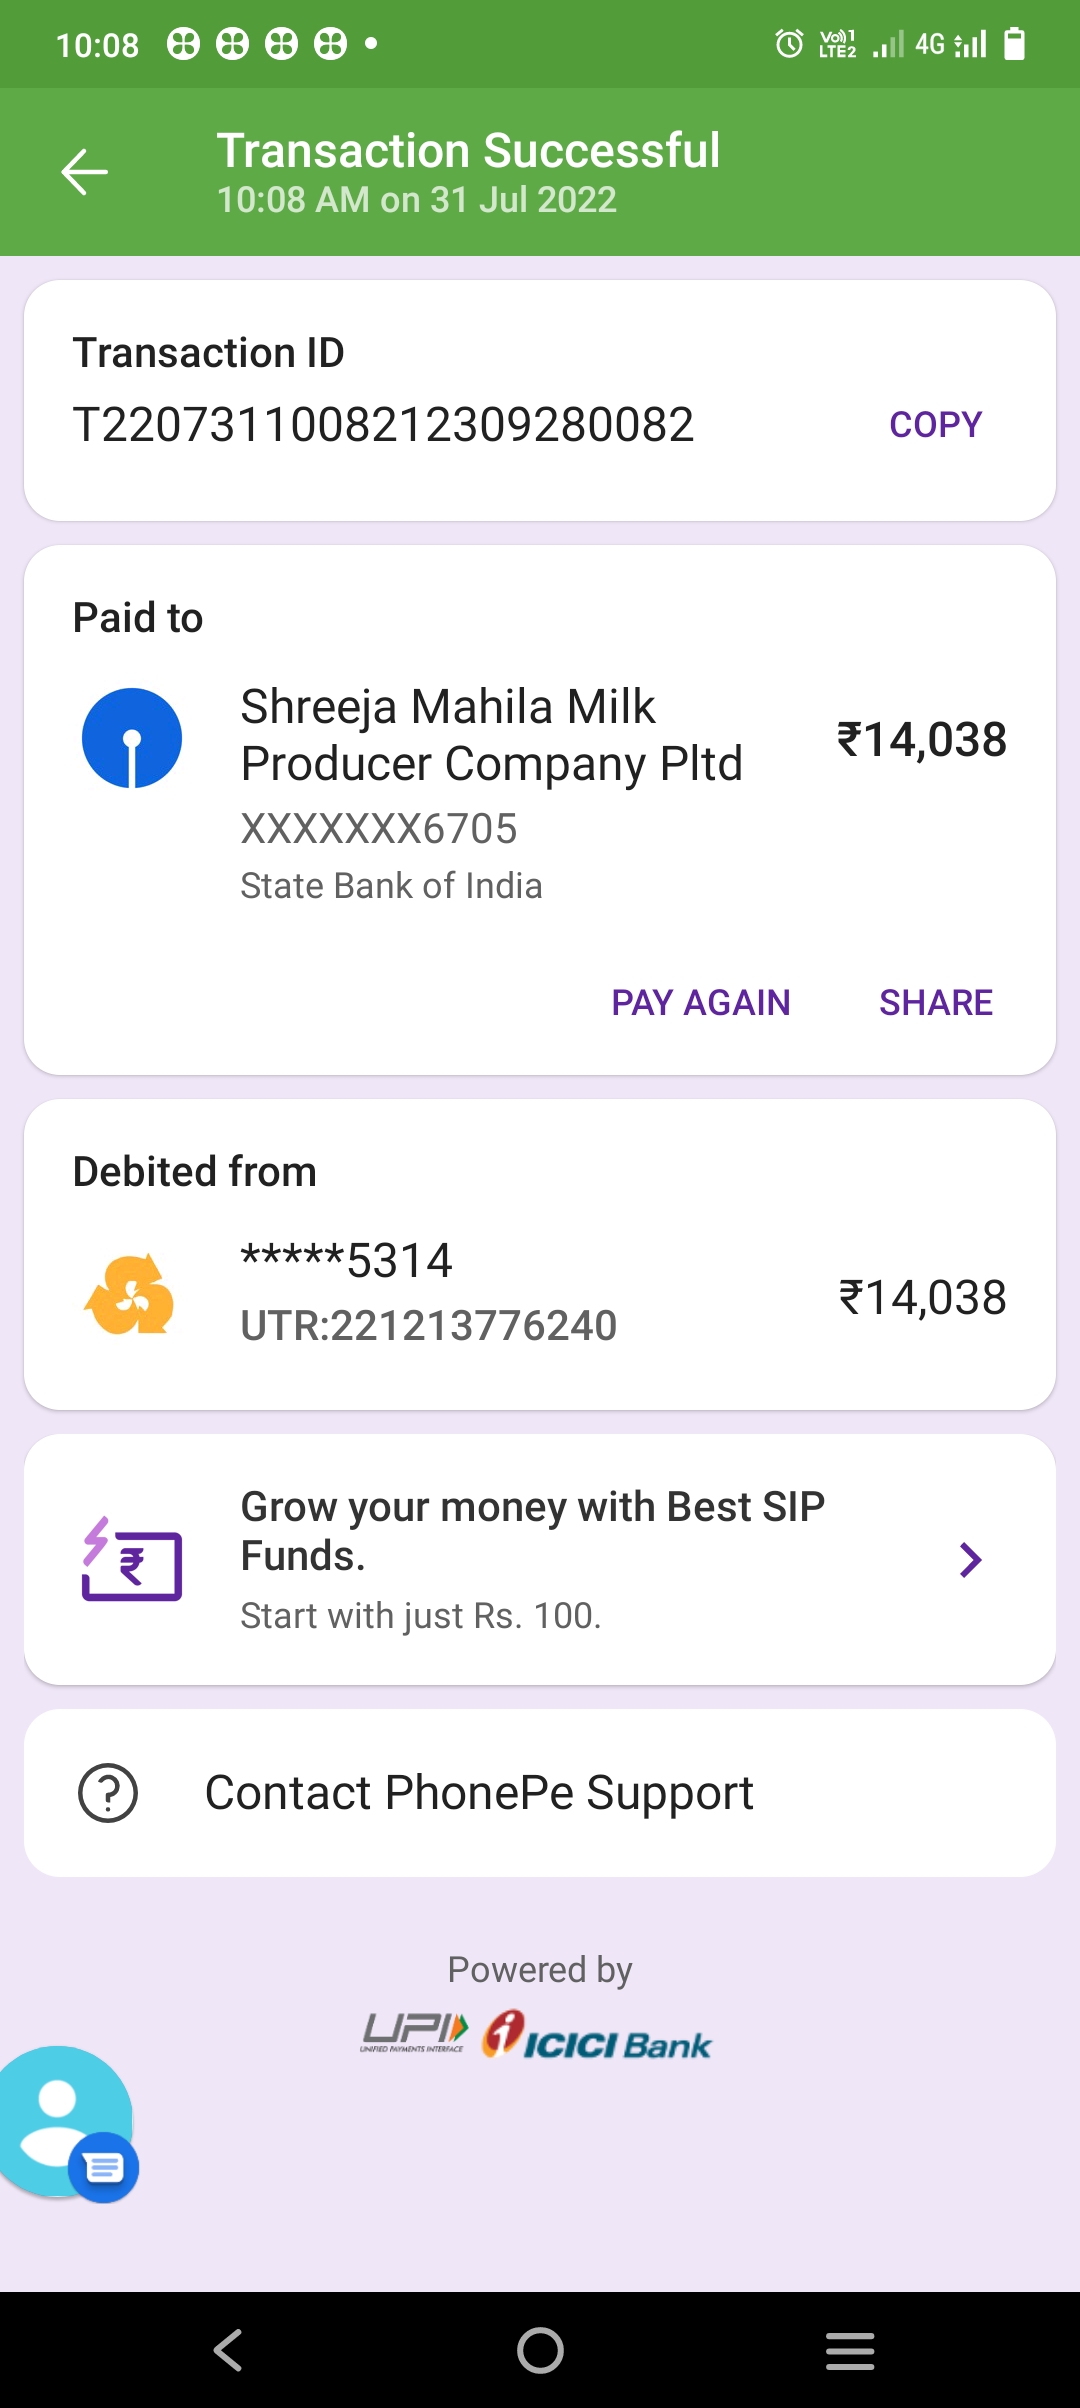 10:08
Vo))1
LTE2
4G
Transaction Successful
10:08 AM on 31 Jul 2022
Transaction ID
T2207311008212309280082 COPY
Paid to
Shreeja Mahila Milk
Producer Company Pltd
₹14,038
XXXXXXX6705
State Bank of India
PAY AGAIN SHARE
Debited from
*****5314
₹14,038
UTR:221213776240
Grow your money with Best SIP
Funds.
Start with just Rs. 100.
Contact PhonePe Support
Powered by
UPI ICICI Bank
UNIFIED PAYMENTS INTERFACE